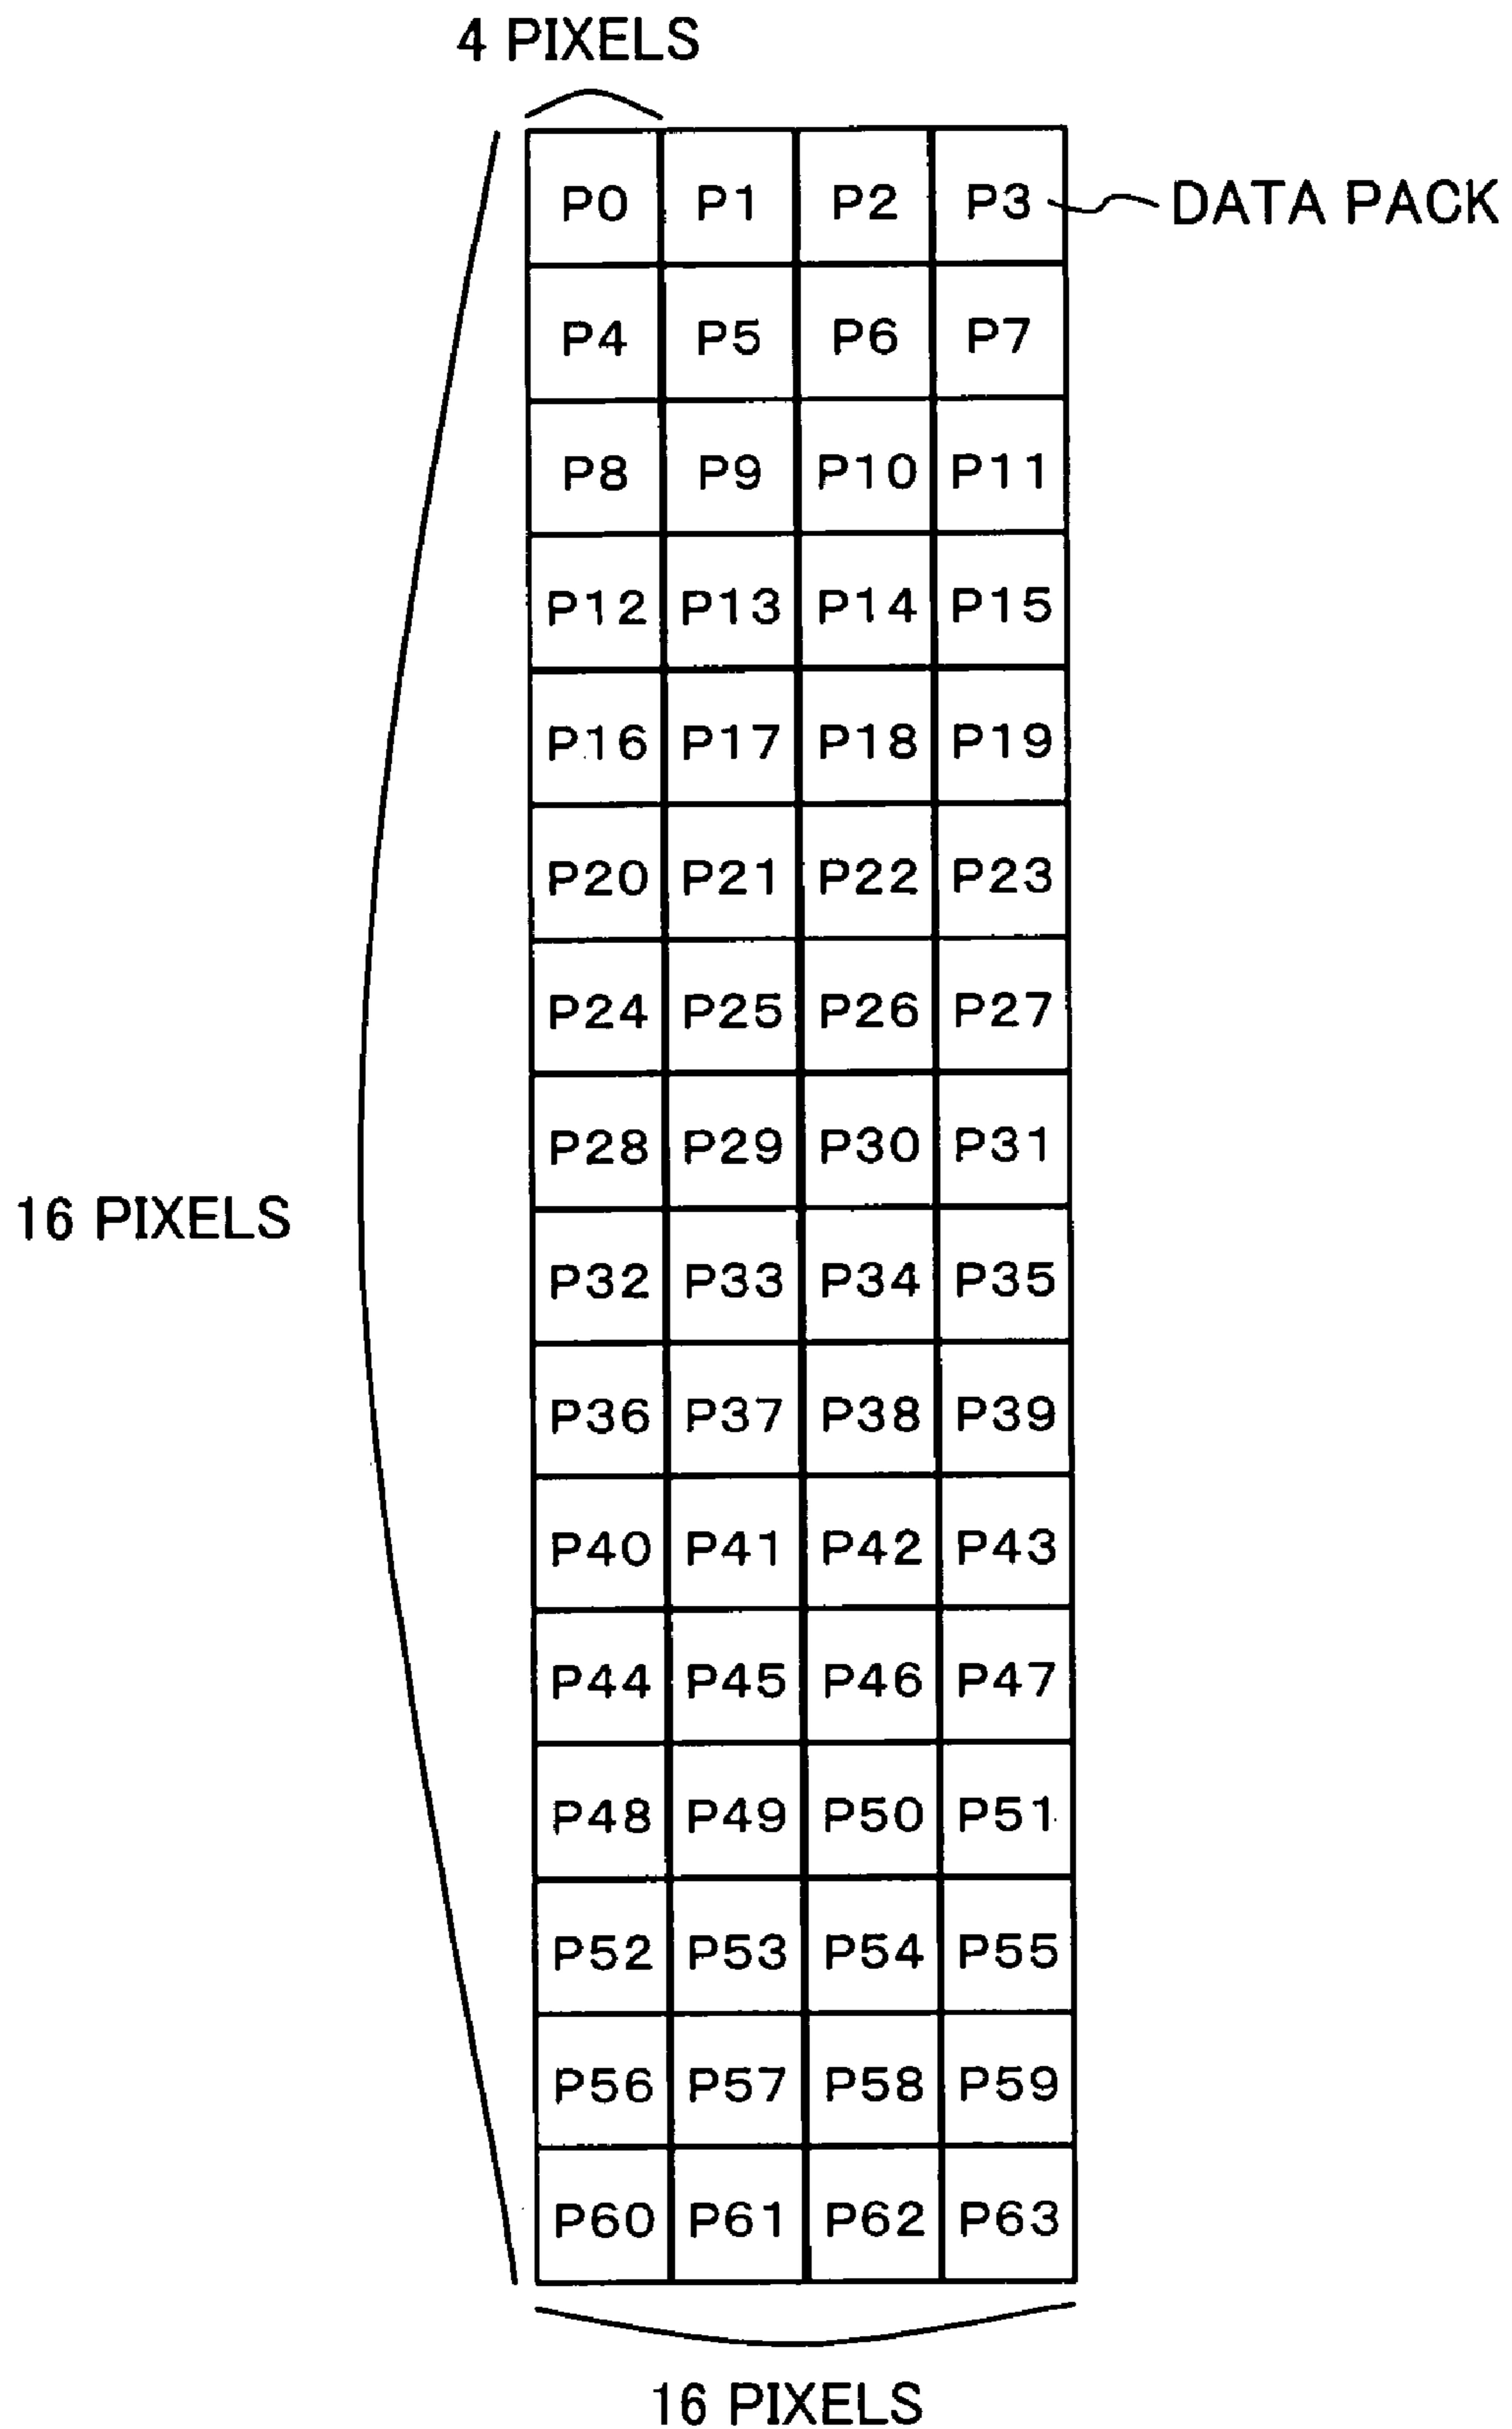 4 PIXELS
P0 P1 P2 P3 DATA PACK
P4 P5 P6 P7
P8 P9 P10 P11
P12 P13 P14 P15
P16 P17 P18 P19
P20 P21 P22 P23
P24 P25 P26 P27
P28 P29 P30 P31
16 PIXELS
P32 P33 P34 P35
P36 P37 P38 P39
P40 P41 P42 P43
P44 P45 P46 P47
P48 P49 P50 P51
P52 P53 P54 P55
P56 P57 P58 P59
P60 P61 P62 P63
16 PIXELS